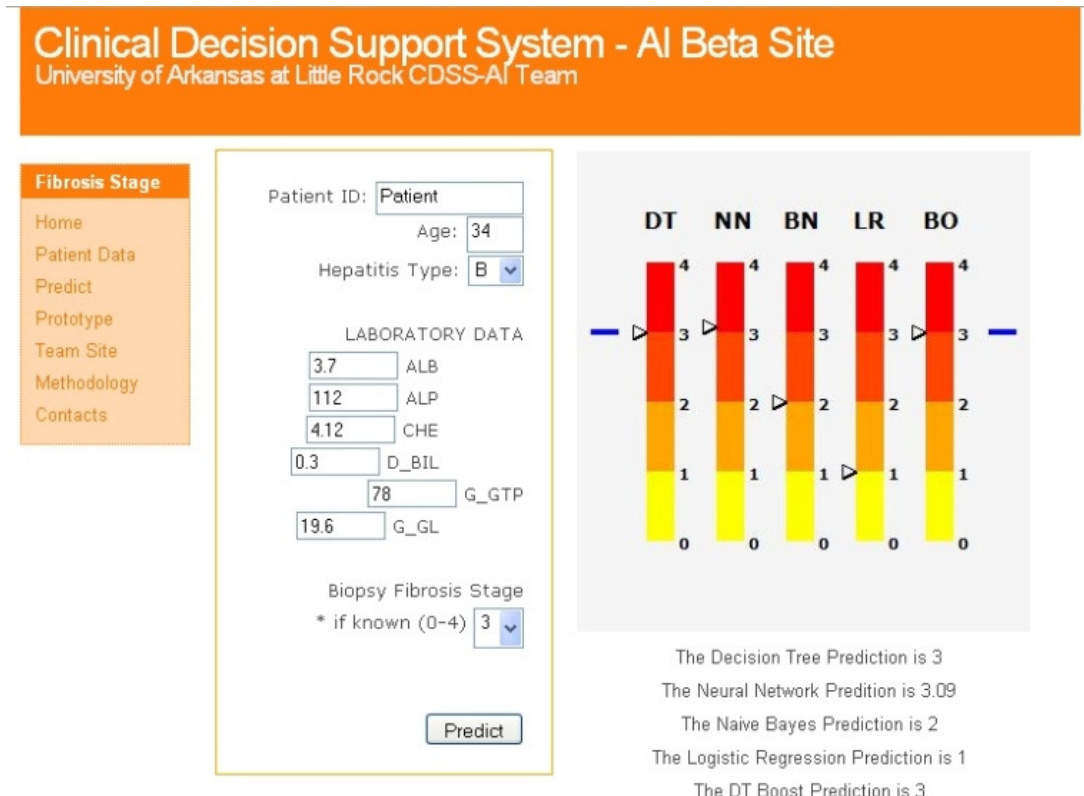 Clinical Decision Support System - AI Beta Site
University of Arkansas at Little Rock CDSS-AI Team
Fibrosis Stage
Home
Patient Data
Predict
Prototype
Team Site
Methodology
Contacts
Patient ID: Patient
Age: 34
Hepatitis Type: B
LABORATORY DATA
3.7 ALB
112 ALP
4.12 CHE
0.3 D_BIL
78 G_GTP
19.6 G_GL
Biopsy Fibrosis Stage
* if known (0-4) 3
Predict
DT NN BN LR BO
4 4 4 4 4
3 3 3 3 3
2 2 2 2 2
1 1 1 1 1
0 0 0 0 0
The Decision Tree Prediction is 3
The Neural Network Predition is 3.09
The Naive Bayes Prediction is 2
The Logistic Regression Prediction is 1
The DT Boost Prediction is 3